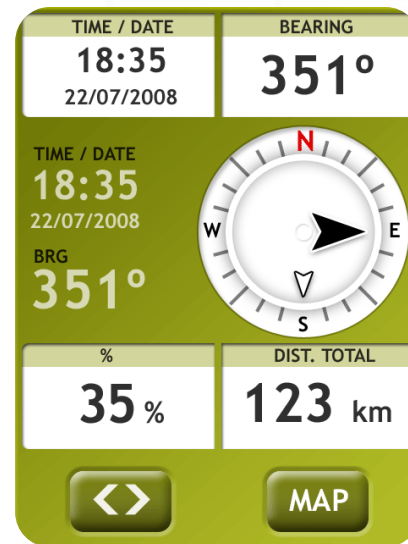 TIME / DATE
18:35
22/07/2008
BEARING
351º
TIME / DATE
18:35
22/07/2008
BRG
351º
N
W
E
S
%
35 %
DIST. TOTAL
123 km
MAP